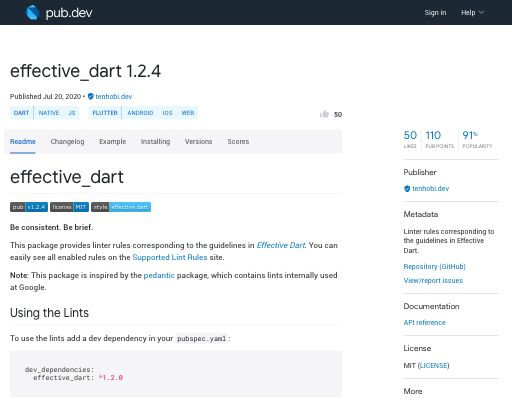 pub.dev
Sign in
Help
effective_dart 1.2.4
Published Jul 20, 2020 • tenhobi.dev
DART NATIVE JS FLUTTER ANDROID IOS WEB
50
Readme Changelog Example Installing Versions Scores
effective_dart
pub v1.2.4 license MIT style effective dart
Be consistent. Be brief.
This package provides linter rules corresponding to the guidelines in Effective Dart. You can
easily see all enabled rules on the Supported Lint Rules site.
Note: This package is inspired by the pedantic package, which contains lints internally used
at Google.
Using the Lints
To use the lints add a dev dependency in your pubspec.yaml :
dev_dependencies:
effective_dart: ^1.2.0
50 110 91%
LIKES PUB POINTS POPULARITY
Publisher
tenhobi.dev
Metadata
Linter rules corresponding to
the guidelines in Effective
Dart.
Repository (GitHub)
View/report issues
Documentation
API reference
License
MIT (LICENSE)
More